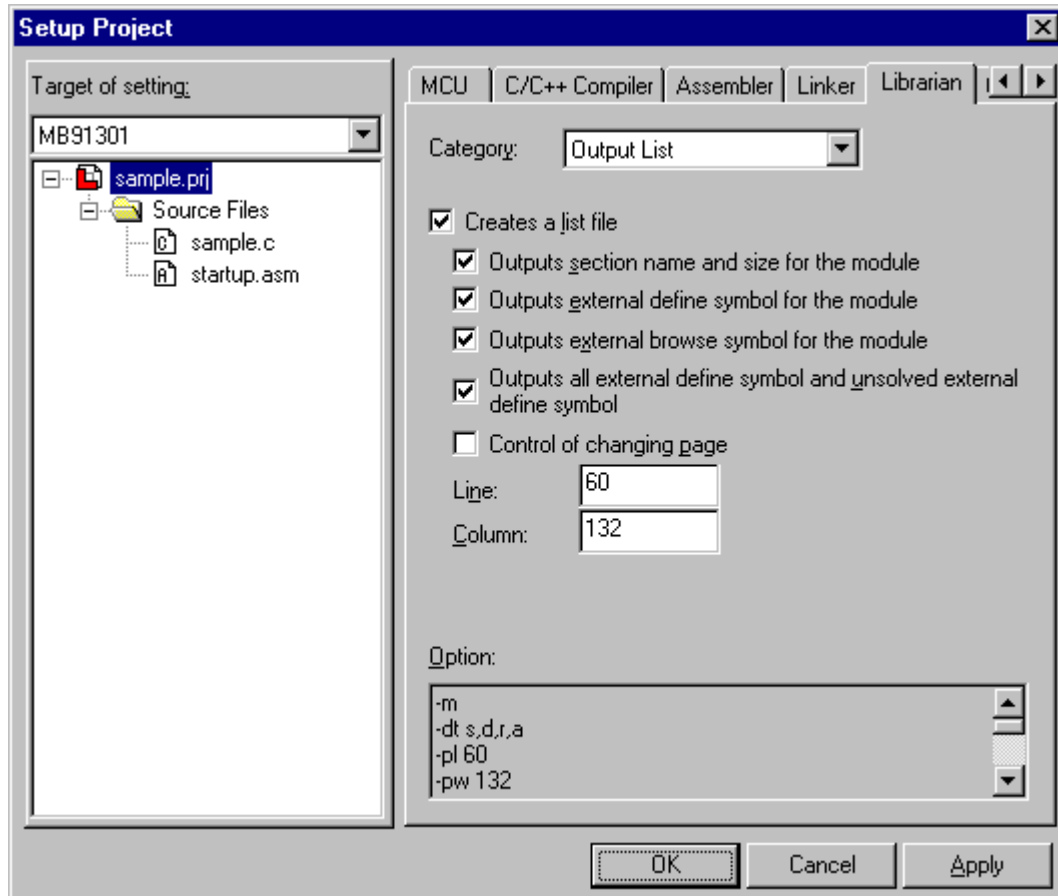 Setup Project
Target of setting:
MB91301
sample.prj
Source Files
sample.c
startup.asm
MCU
C/C++ Compiler
Assembler
Linker
Librarian
Category:
Output List
Creates a list file
Outputs section name and size for the module
Outputs external define symbol for the module
Outputs external browse symbol for the module
Outputs all external define symbol and unsolved external
define symbol
Control of changing page
Line:
60
Column:
132
Option:
-m
-dt s,d,r,a
-pl 60
-pw 132
OK
Cancel
Apply